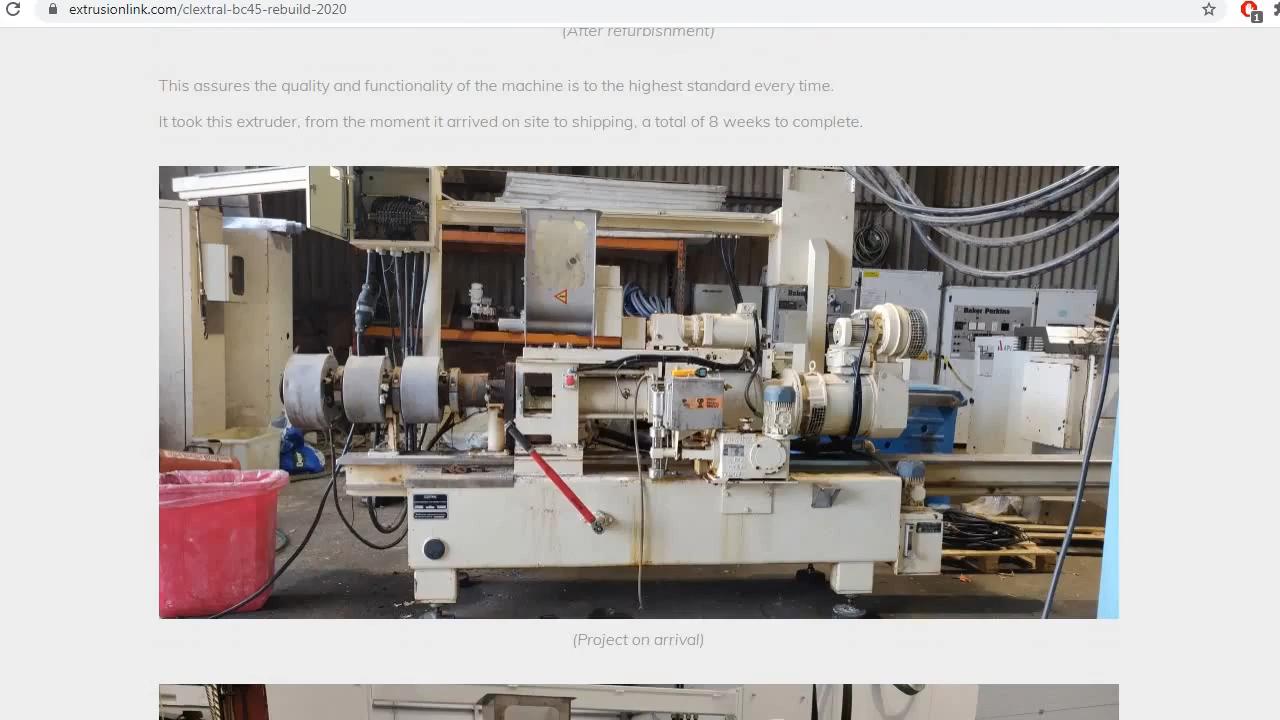 extrusionlink.com/clextral-bc45-rebuild-2020
1
(After refurbishment)
This assures the quality and functionality of the machine is to the highest standard every time.
It took this extruder, from the moment it arrived on site to shipping, a total of 8 weeks to complete.
Baker Perkins
(Project on arrival)